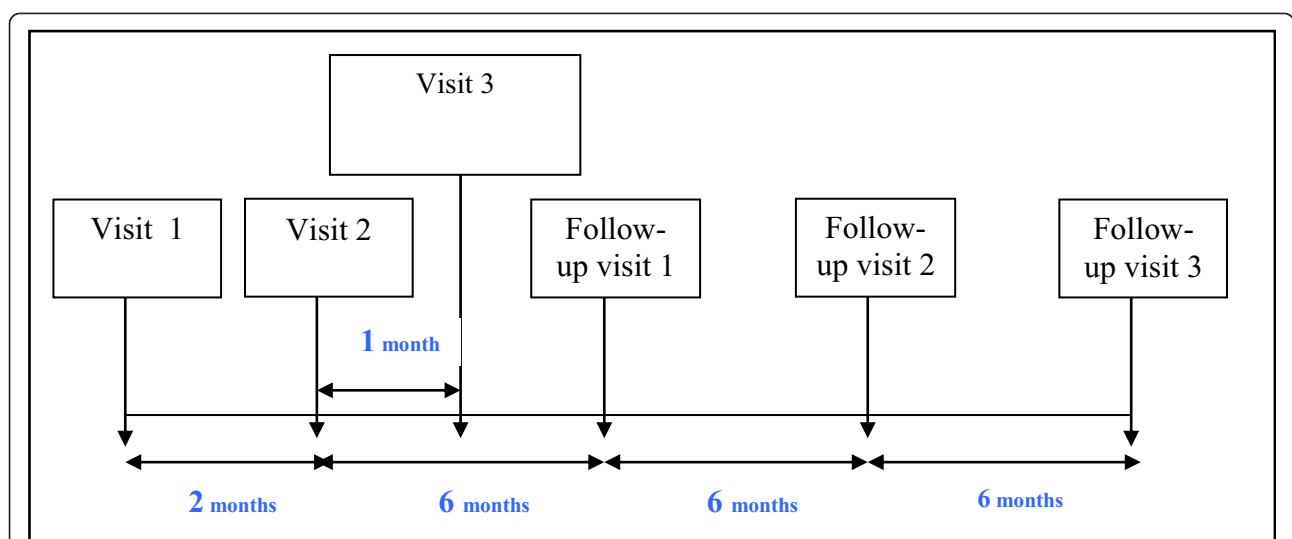 Visit 3
Visit 1
Visit 2
Follow-
up visit 1
Follow-
up visit 2
Follow-
up visit 3
1 month
2 months
6 months
6 months
6 months